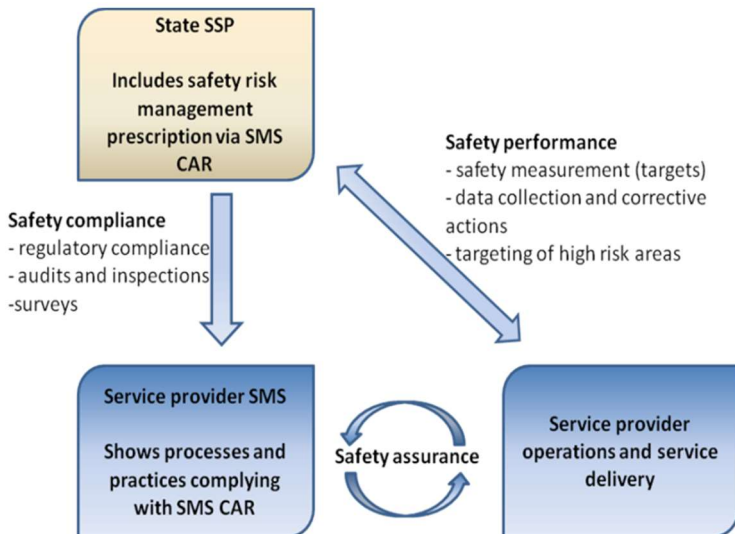 State SSP
Includes safety risk
management
prescription via SMS
CAR
Safety performance
- safety measurement (targets)
- data collection and corrective
actions
- targeting of high risk areas
Safety compliance
- regulatory compliance
- audits and inspections
-surveys
Service provider SMS
Shows processes and
practices complying
with SMS CAR
Safety assurance
Service provider
operations and service
delivery